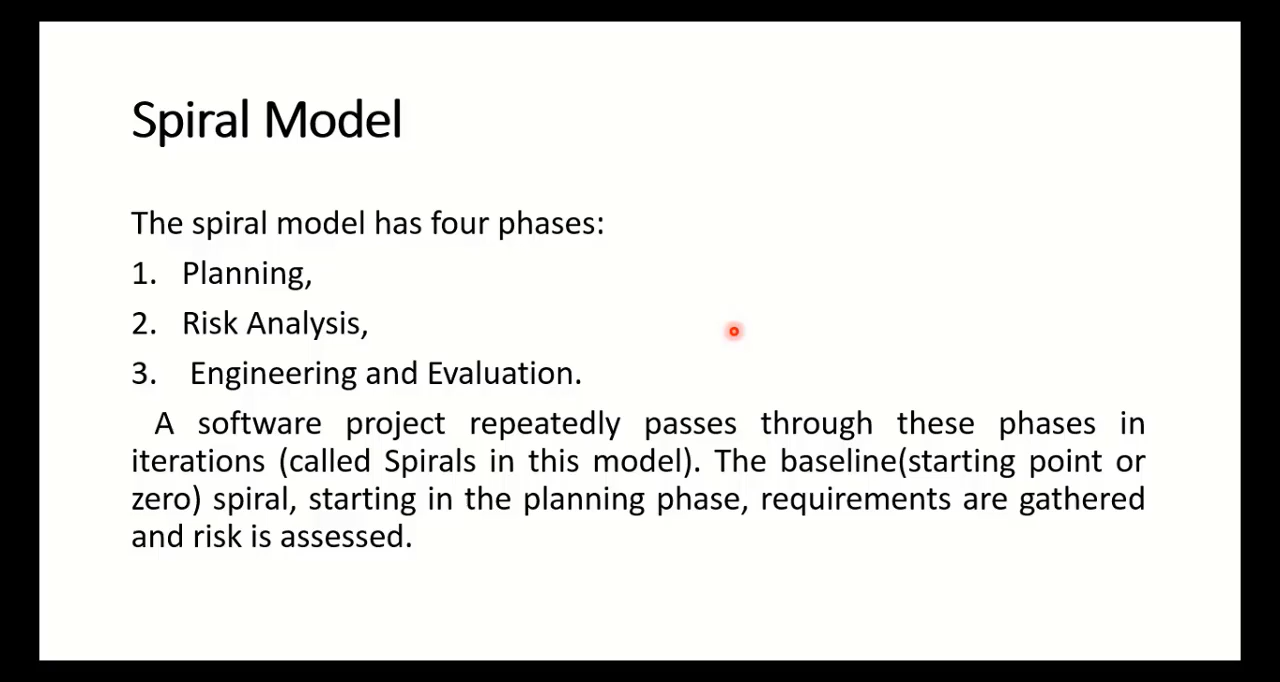 Spiral Model
The spiral model has four phases:
1. Planning,
2. Risk Analysis,
3. Engineering and Evaluation.
A software project repeatedly passes through these phases in
iterations (called Spirals in this model). The baseline(starting point or
zero) spiral, starting in the planning phase, requirements are gathered
and risk is assessed.